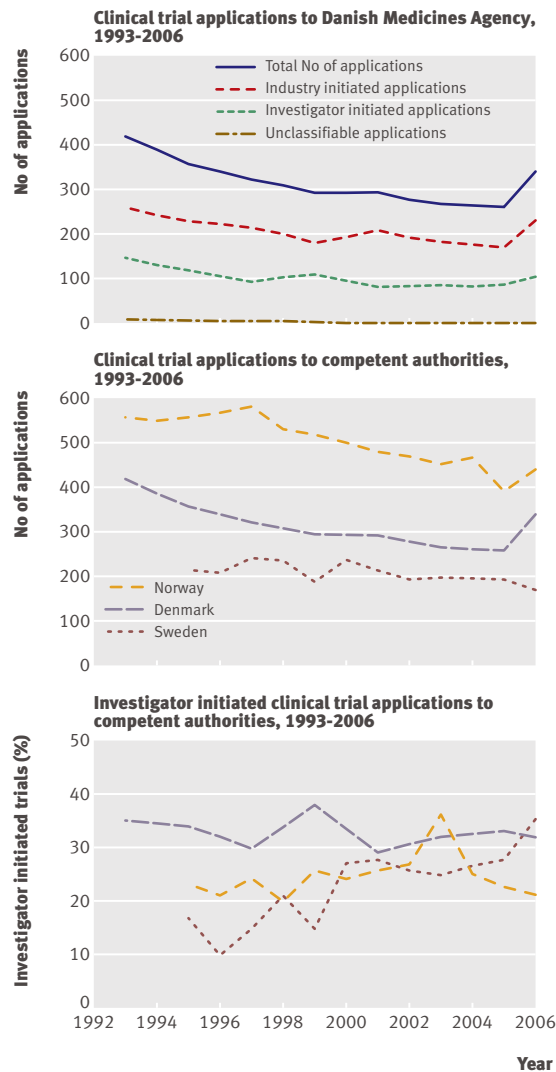 Clinical trial applications to Danish Medicines Agency,
1993-2006
No of applications
600
500
400
300
200
100
0
Total No of applications
Industry initiated applications
Investigator initiated applications
Unclassifiable applications
Clinical trial applications to competent authorities,
1993-2006
No of applications
600
500
400
300
200
100
0
Norway
Denmark
Sweden
Investigator initiated clinical trial applications to
competent authorities, 1993-2006
Investigator initiated trials (%)
50
40
30
20
10
0
1992 1994 1996 1998 2000 2002 2004 2006
Year